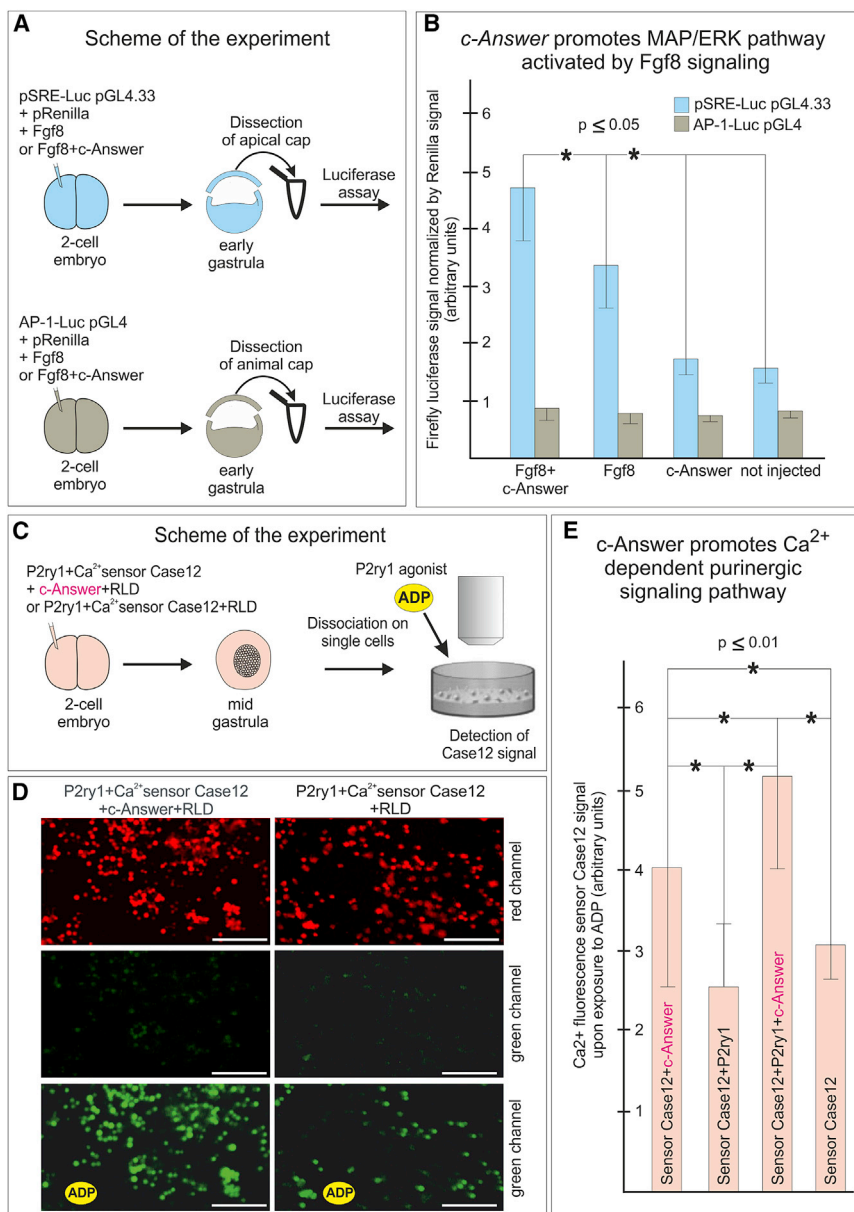 A
Scheme of the experiment
pSRE-Luc pGL4.33
+ pRenilla
+ Fgf8
or Fgf8+c-Answer
Dissection
of apical cap
Luciferase
assay
2-cell
embryo
early
gastrula
AP-1-Luc pGL4
+ pRenilla
+ Fgf8
or Fgf8+c-Answer
Dissection
of animal cap
Luciferase
assay
2-cell
embryo
early
gastrula
B
c-Answer promotes MAP/ERK pathway
activated by Fgf8 signaling
Firefly luciferase signal normalized by Renilla signal
(arbitrary units)
6
5
4
3
2
1
pSRE-Luc pGL4.33
AP-1-Luc pGL4
p ≤ 0.05
* *
Fgf8+
c-Answer
Fgf8
c-Answer
not injected
C
Scheme of the experiment
P2ry1+Ca2+sensor Case12
+ c-Answer+RLD
or P2ry1+Ca2+sensor Case12+RLD
2-cell
embryo
mid
gastrula
Dissociation on
single cells
P2ry1 agonist
ADP
Detection of
Case12 signal
D
P2ry1+Ca2+sensor Case12
+c-Answer+RLD
P2ry1+Ca2+sensor Case12
+RLD
red channel
green channel
green channel
ADP
ADP
E
c-Answer promotes Ca2+
dependent purinergic
signaling pathway
p ≤ 0.01
*
* *
* *
Ca2+ fluorescence sensor Case12 signal
upon exposure to ADP (arbitrary units)
6
5
4
3
2
1
Sensor Case12+c-Answer
Sensor Case12+P2ry1
Sensor Case12+P2ry1+c-Answer
Sensor Case12